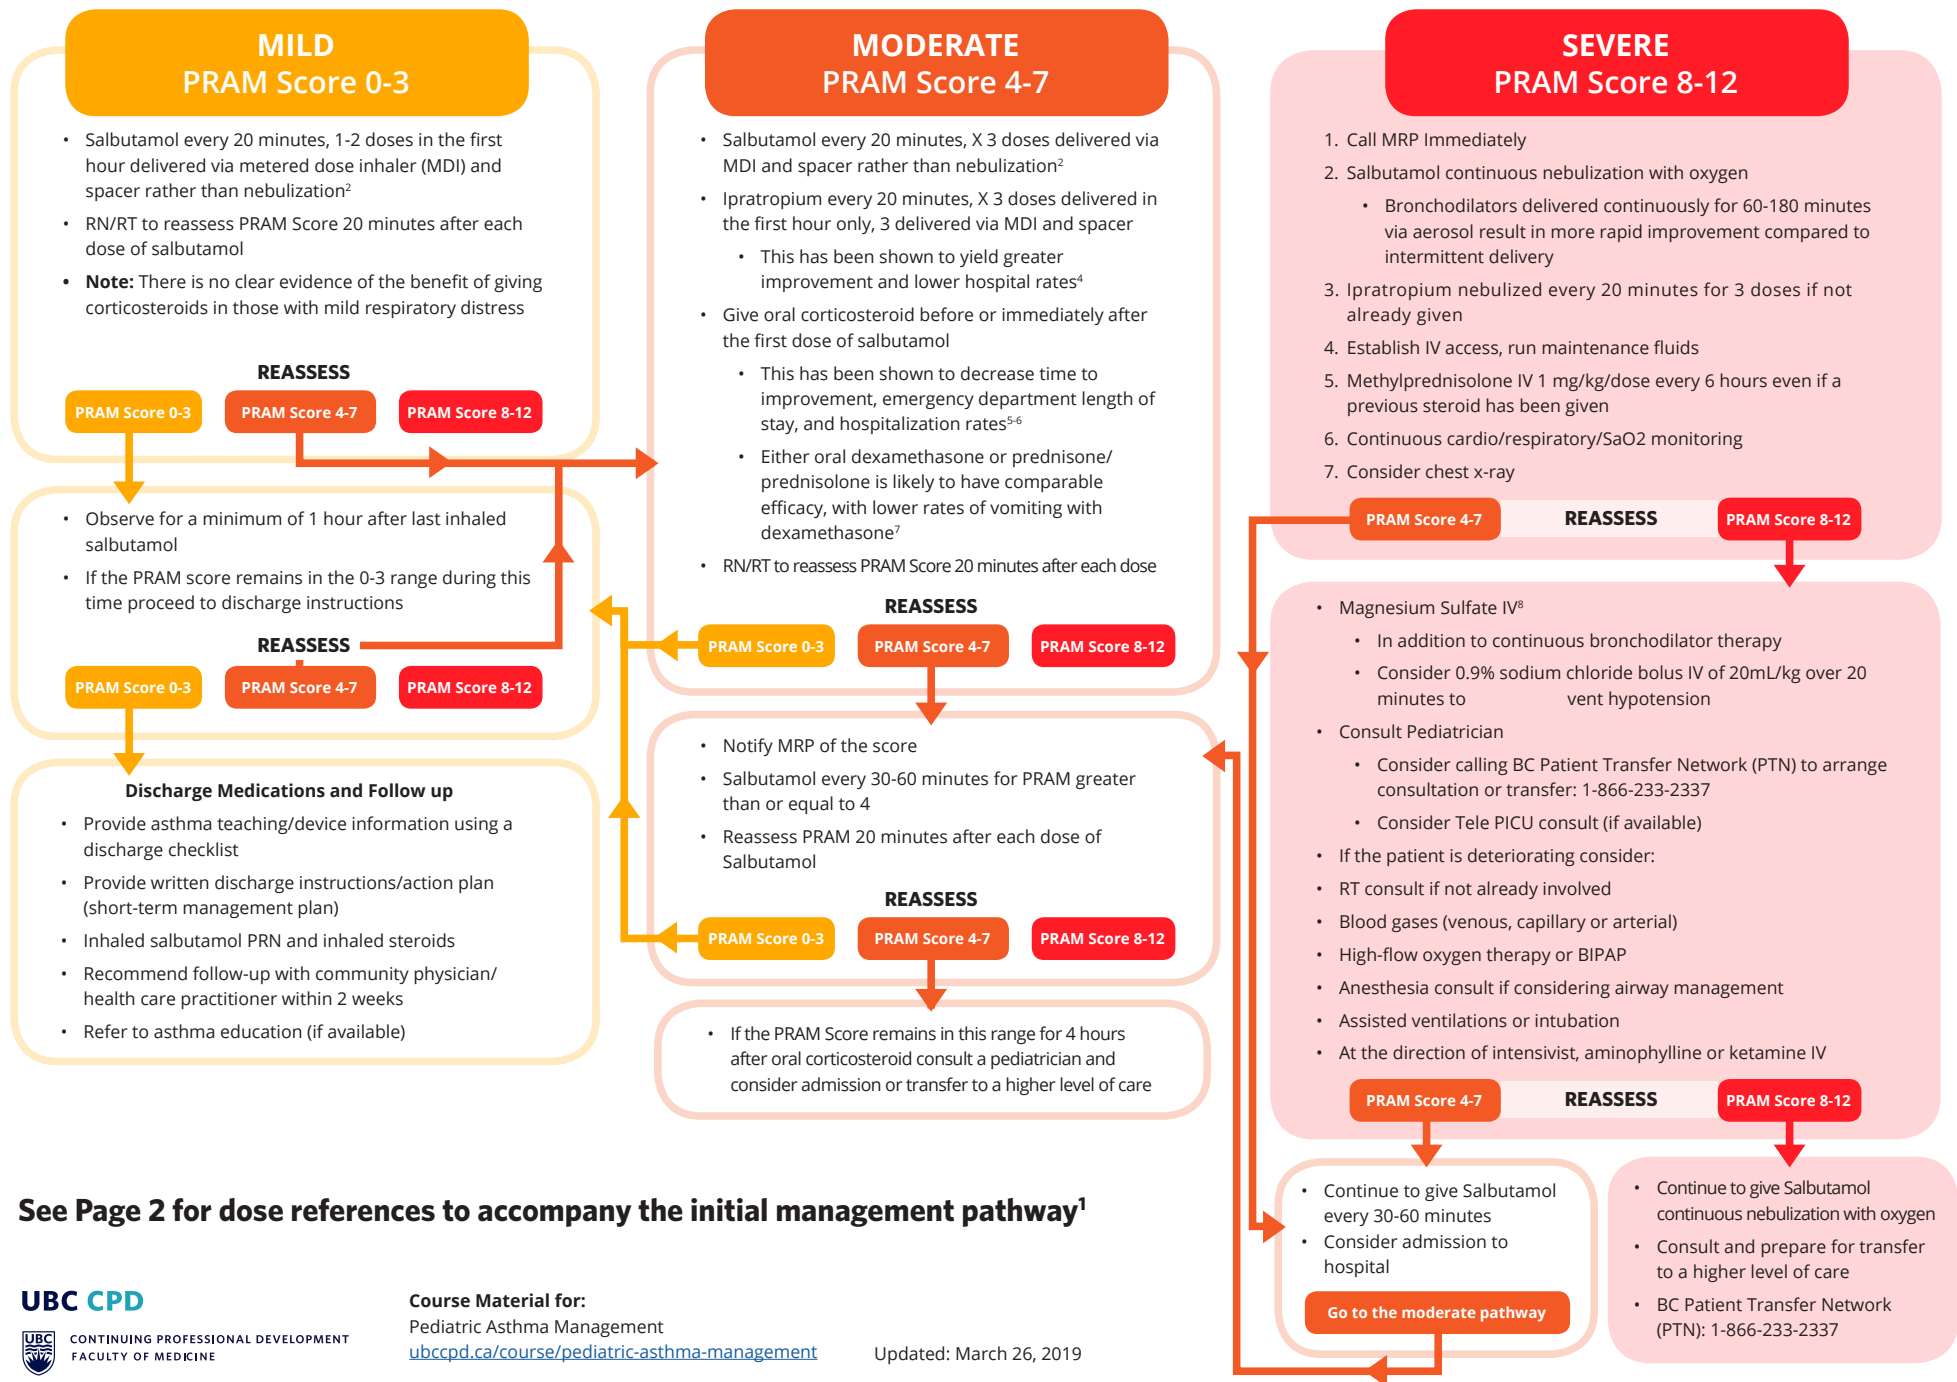 MILD
PRAM Score 0-3
• Salbutamol every 20 minutes, 1-2 doses in the first
hour delivered via metered dose inhaler (MDI) and
spacer rather than nebulization²
• RN/RT to reassess PRAM Score 20 minutes after each
dose of salbutamol
• Note: There is no clear evidence of the benefit of giving
corticosteroids in those with mild respiratory distress
REASSESS
PRAM Score 0-3 PRAM Score 4-7 PRAM Score 8-12
• Observe for a minimum of 1 hour after last inhaled
salbutamol
• If the PRAM score remains in the 0-3 range during this
time proceed to discharge instructions
REASSESS
PRAM Score 0-3 PRAM Score 4-7 PRAM Score 8-12
Discharge Medications and Follow up
• Provide asthma teaching/device information using a
discharge checklist
• Provide written discharge instructions/action plan
(short-term management plan)
• Inhaled salbutamol PRN and inhaled steroids
• Recommend follow-up with community physician/
health care practitioner within 2 weeks
• Refer to asthma education (if available)
MODERATE
PRAM Score 4-7
• Salbutamol every 20 minutes, X 3 doses delivered via
MDI and spacer rather than nebulization²
• Ipratropium every 20 minutes, X 3 doses delivered in
the first hour only, 3 delivered via MDI and spacer
• This has been shown to yield greater
improvement and lower hospital rates⁴
• Give oral corticosteroid before or immediately after
the first dose of salbutamol
• This has been shown to decrease time to
improvement, emergency department length of
stay, and hospitalization rates⁵⁻⁶
• Either oral dexamethasone or prednisone/
prednisolone is likely to have comparable
efficacy, with lower rates of vomiting with
dexamethasone⁷
• RN/RT to reassess PRAM Score 20 minutes after each dose
REASSESS
PRAM Score 0-3 PRAM Score 4-7 PRAM Score 8-12
• Notify MRP of the score
• Salbutamol every 30-60 minutes for PRAM greater
than or equal to 4
• Reassess PRAM 20 minutes after each dose of
Salbutamol
REASSESS
PRAM Score 0-3 PRAM Score 4-7 PRAM Score 8-12
• If the PRAM Score remains in this range for 4 hours
after oral corticosteroid consult a pediatrician and
consider admission or transfer to a higher level of care
SEVERE
PRAM Score 8-12
1. Call MRP Immediately
2. Salbutamol continuous nebulization with oxygen
• Bronchodilators delivered continuously for 60-180 minutes
via aerosol result in more rapid improvement compared to
intermittent delivery
3. Ipratropium nebulized every 20 minutes for 3 doses if not
already given
4. Establish IV access, run maintenance fluids
5. Methylprednisolone IV 1 mg/kg/dose every 6 hours even if a
previous steroid has been given
6. Continuous cardio/respiratory/SaO2 monitoring
7. Consider chest x-ray
PRAM Score 4-7 REASSESS PRAM Score 8-12
• Magnesium Sulfate IV⁸
• In addition to continuous bronchodilator therapy
• Consider 0.9% sodium chloride bolus IV of 20mL/kg over 20
minutes to vent hypotension
• Consult Pediatrician
• Consider calling BC Patient Transfer Network (PTN) to arrange
consultation or transfer: 1-866-233-2337
• Consider Tele PICU consult (if available)
• If the patient is deteriorating consider:
• RT consult if not already involved
• Blood gases (venous, capillary or arterial)
• High-flow oxygen therapy or BIPAP
• Anesthesia consult if considering airway management
• Assisted ventilations or intubation
• At the direction of intensivist, aminophylline or ketamine IV
PRAM Score 4-7 REASSESS PRAM Score 8-12
• Continue to give Salbutamol
every 30-60 minutes
• Consider admission to
hospital
Go to the moderate pathway
• Continue to give Salbutamol
continuous nebulization with oxygen
• Consult and prepare for transfer
to a higher level of care
• BC Patient Transfer Network
(PTN): 1-866-233-2337
See Page 2 for dose references to accompany the initial management pathway¹
UBC CPD
UBC
CONTINUING PROFESSIONAL DEVELOPMENT
FACULTY OF MEDICINE
Course Material for:
Pediatric Asthma Management
ubccpd.ca/course/pediatric-asthma-management
Updated: March 26, 2019